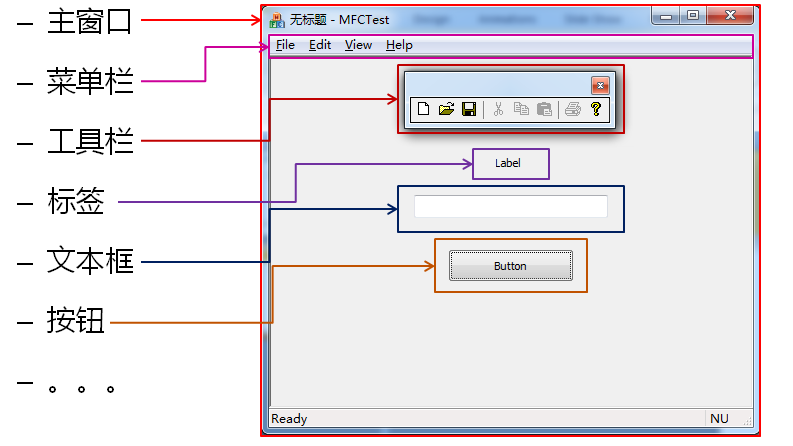 – 主窗口
– 菜单栏
– 工具栏
– 标签
– 文本框
– 按钮
– 。。。
无标题 - MFCTest
File Edit View Help
Label
Button
Ready NU